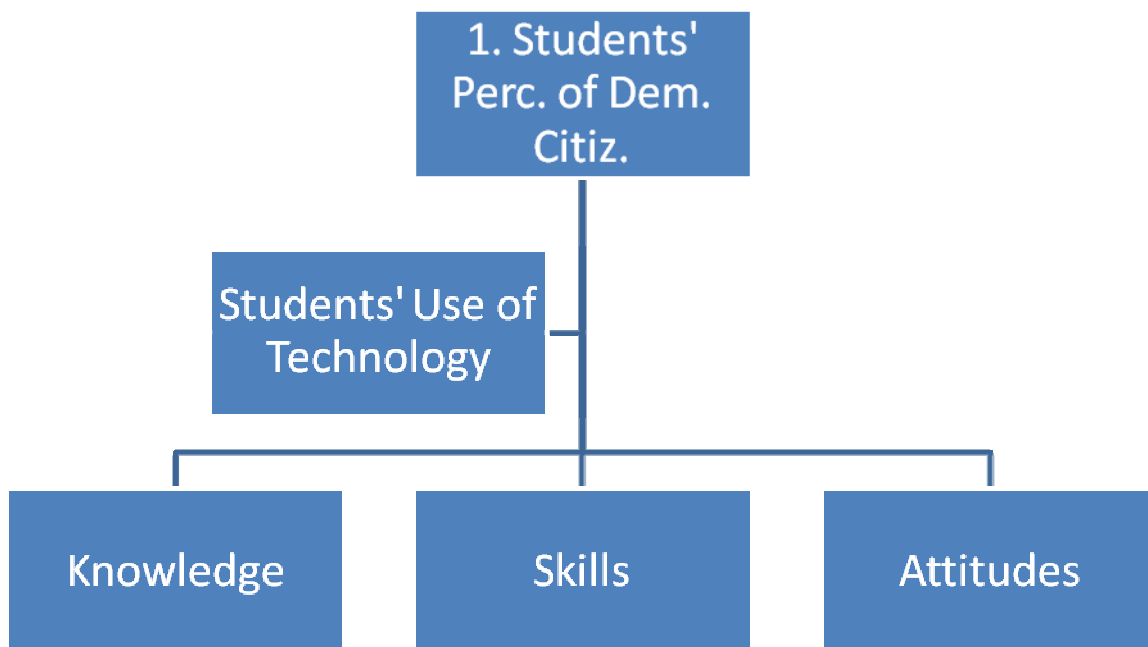 1. Students'
Perc. of Dem.
Citiz.
Students' Use of
Technology
Knowledge
Skills
Attitudes